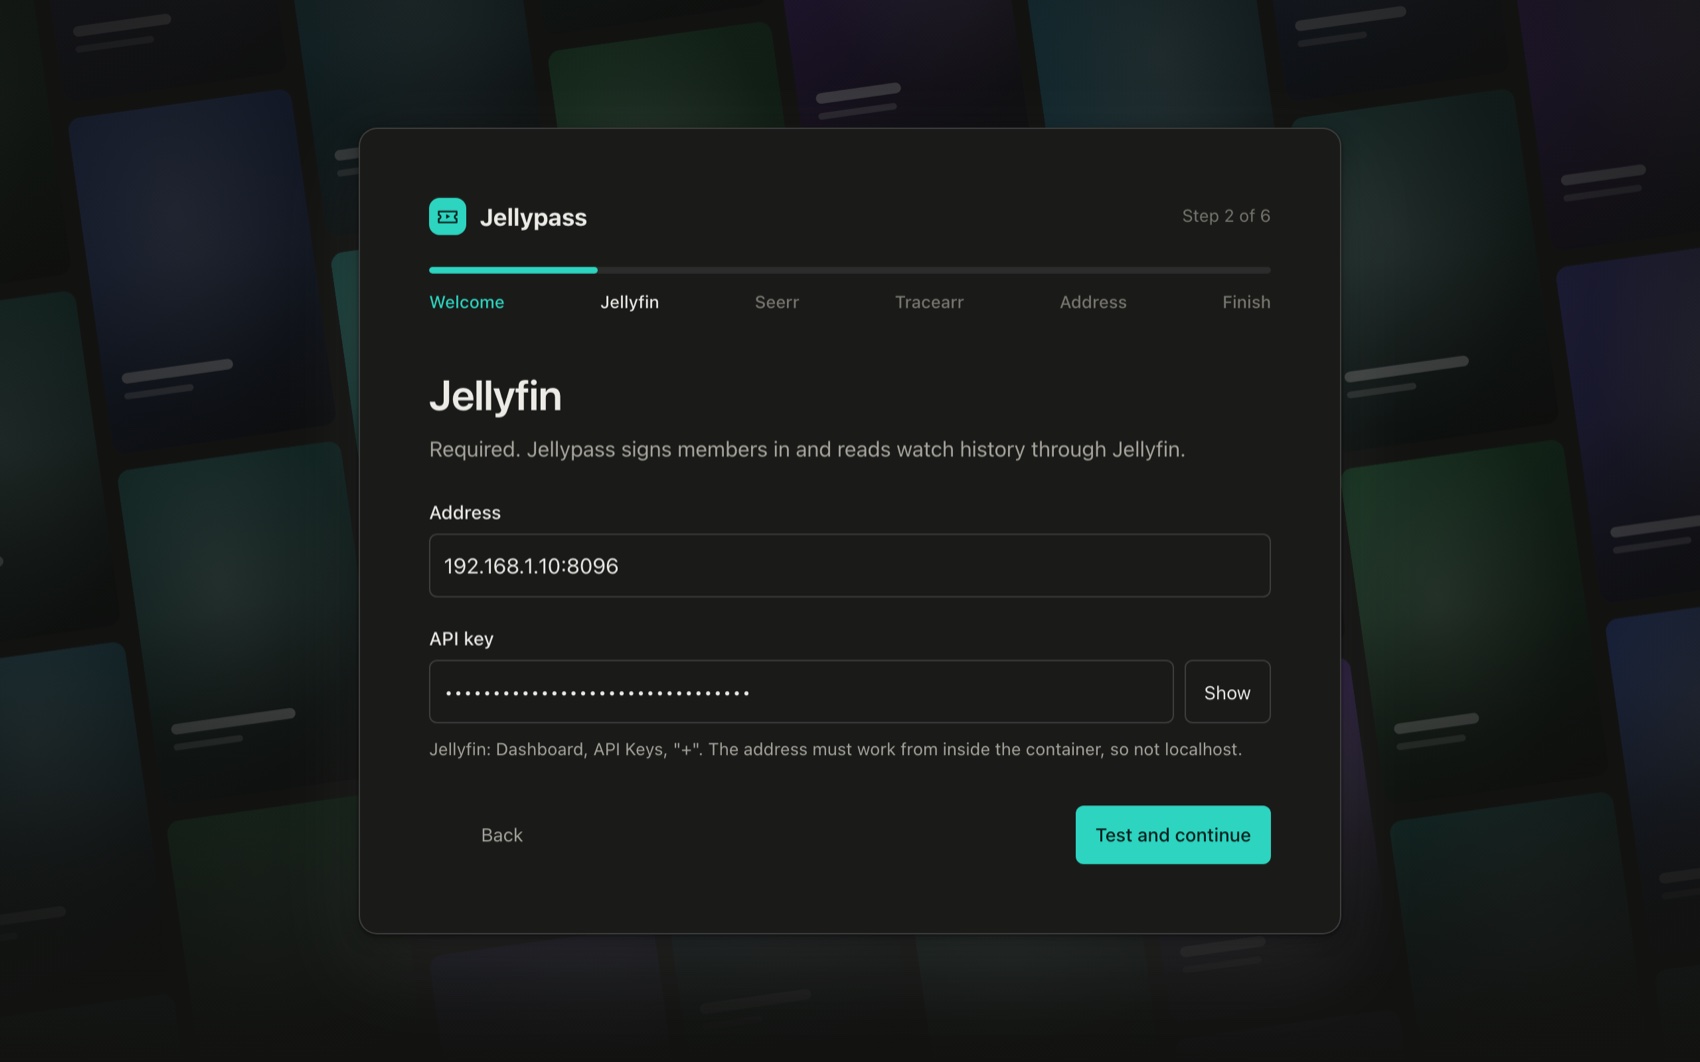 Jellypass
Step 2 of 6
Welcome
Jellyfin
Seerr
Tracearr
Address
Finish
Jellyfin
Required. Jellypass signs members in and reads watch history through Jellyfin.
Address
192.168.1.10:8096
API key
••••••••••••••••••••••••••••••••
Show
Jellyfin: Dashboard, API Keys, "+". The address must work from inside the container, so not localhost.
Back
Test and continue